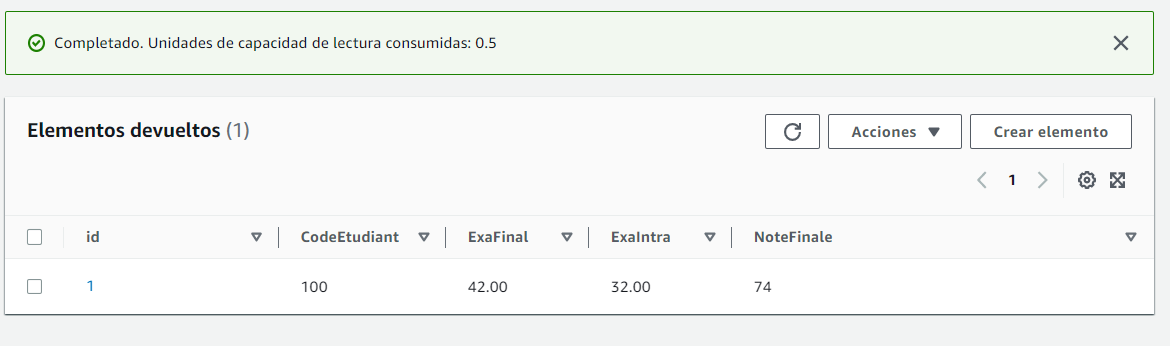 Completado. Unidades de capacidad de lectura consumidas: 0.5
Elementos devueltos (1)
Acciones
Crear elemento
1
id CodeEtudiant ExaFinal ExaIntra NoteFinale
1 100 42.00 32.00 74